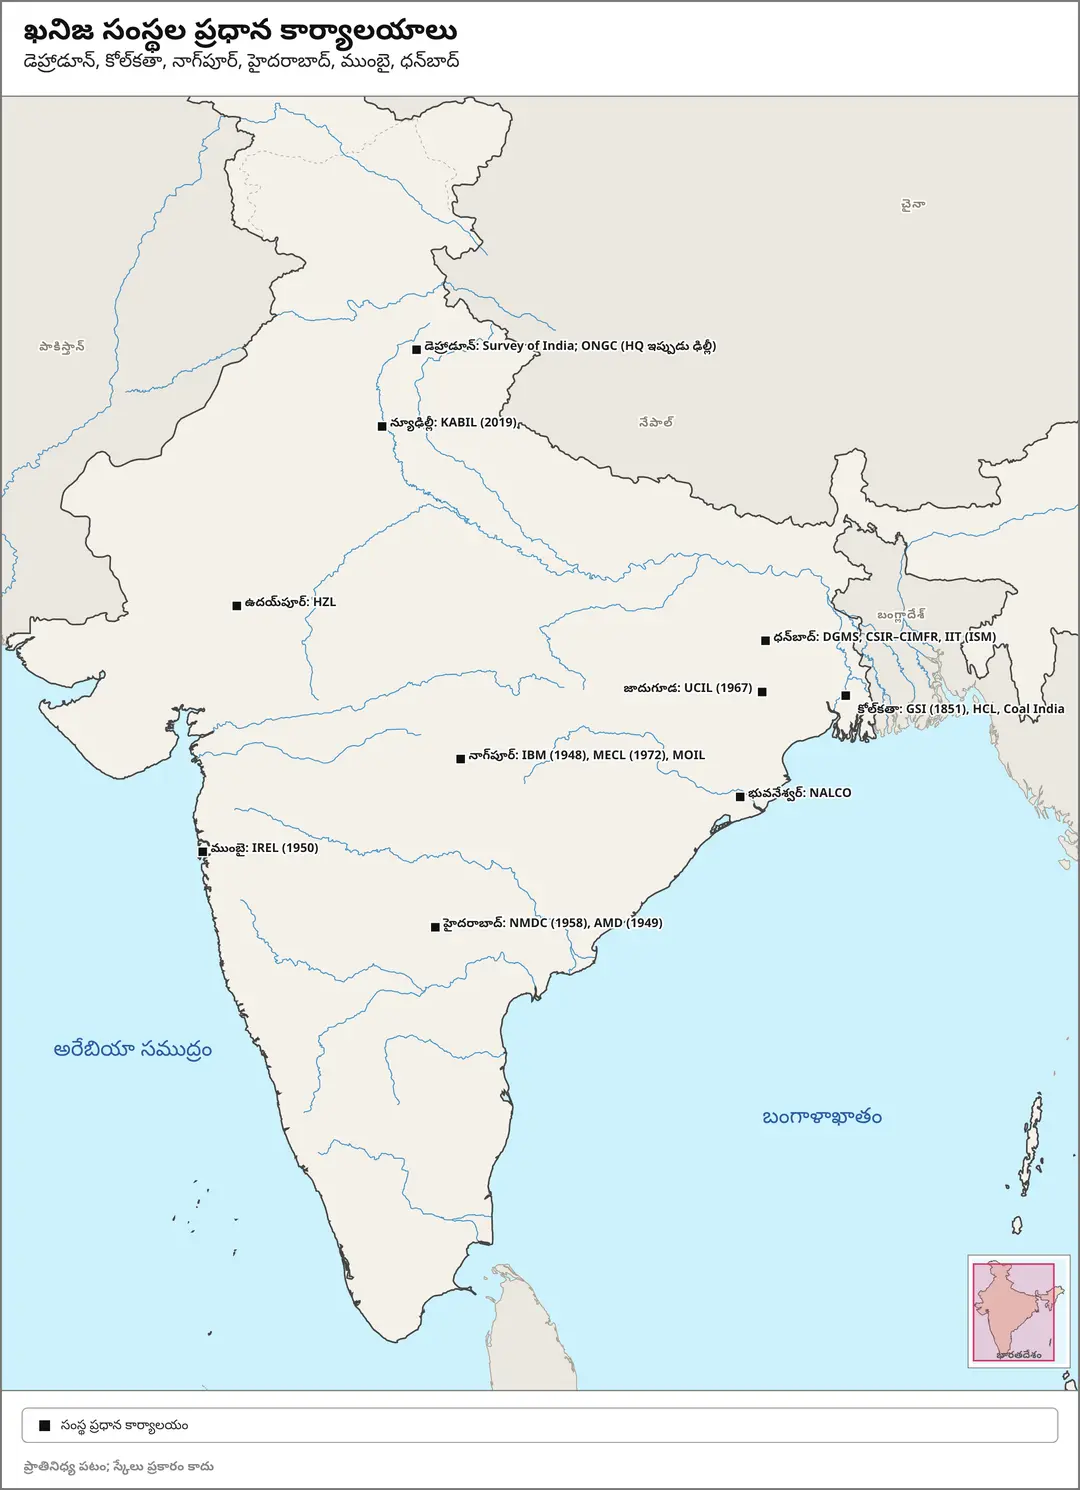 ఖనిజ సంస్థల ప్రధాన కార్యాలయాలు
డెహ్రాడూన్, కోల్‌కతా, నాగ్‌పూర్, హైదరాబాద్, ముంబై, ధన్‌బాద్
చైనా
పాకిస్తాన్
డెహ్రాడూన్: Survey of India; ONGC (HQ ఇప్పుడు ఢిల్లీ)
నేపాల్
న్యూఢిల్లీ: KABIL (2019)
ఉదయ్‌పూర్: HZL
బంగ్లాదేశ్
ధన్‌బాద్: DGMS, CSIR–CIMFR, IIT (ISM)
జాదుగూడ: UCIL (1967)
కోల్‌కతా: GSI (1851), HCL, Coal India
నాగ్‌పూర్: IBM (1948), MECL (1972), MOIL
భువనేశ్వర్: NALCO
ముంబై: IREL (1950)
హైదరాబాద్: NMDC (1958), AMD (1949)
అరేబియా సముద్రం
బంగాళాఖాతం
భారతదేశం
సంస్థ ప్రధాన కార్యాలయం
ప్రాతినిధ్య పటం; స్కేలు ప్రకారం కాదు